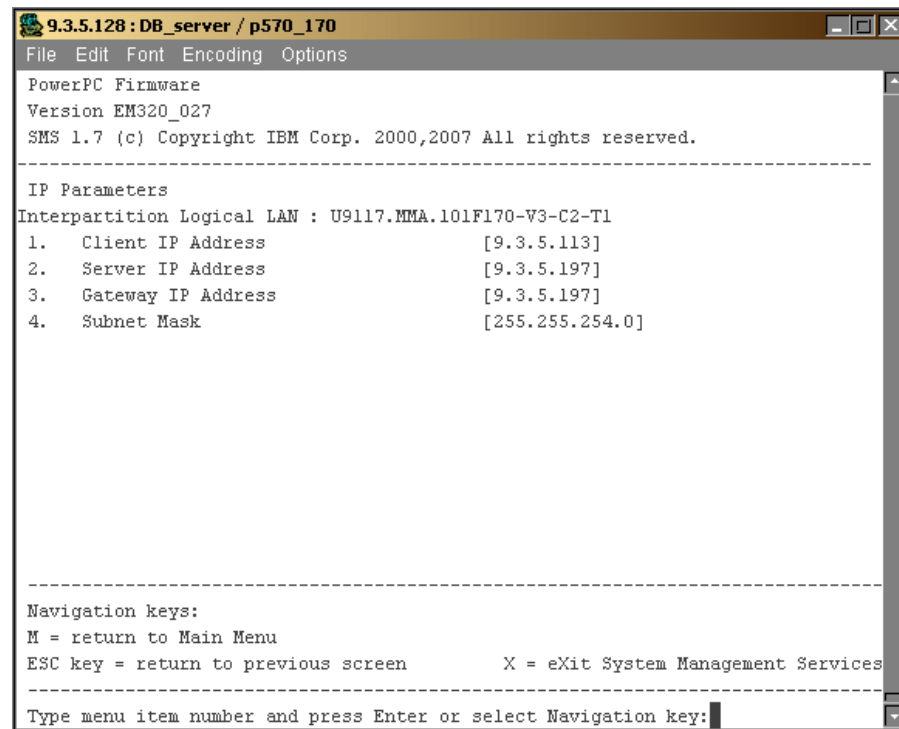 9.3.5.128 : DB_server / p570_170
File Edit Font Encoding Options
PowerPC Firmware
Version EM320_027
SMS 1.7 (c) Copyright IBM Corp. 2000,2007 All rights reserved.
-------------------------------------------------------------------------------
IP Parameters
Interpartition Logical LAN : U9117.MMA.101F170-V3-C2-T1
1. Client IP Address [9.3.5.113]
2. Server IP Address [9.3.5.197]
3. Gateway IP Address [9.3.5.197]
4. Subnet Mask [255.255.254.0]
-------------------------------------------------------------------------------
Navigation keys:
M = return to Main Menu
ESC key = return to previous screen X = eXit System Management Services
-------------------------------------------------------------------------------
Type menu item number and press Enter or select Navigation key: